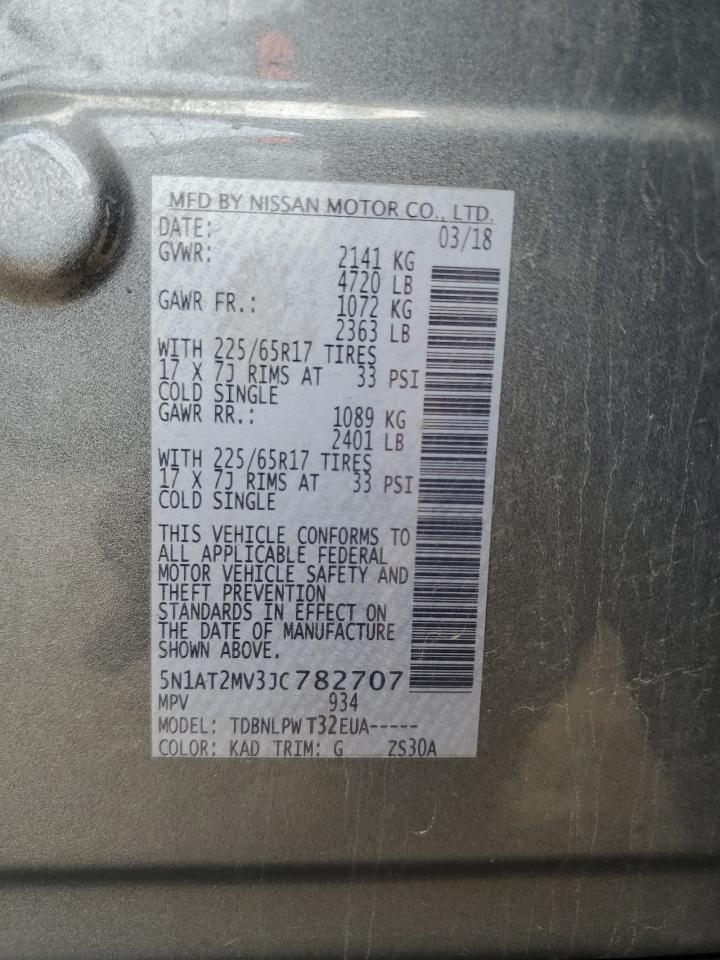 MFD BY NISSAN MOTOR CO., LTD.
DATE: 03/18
GVWR: 2141 KG
4720 LB
GAWR FR.: 1072 KG
2363 LB
WITH 225/65R17 TIRES
17 X 7J RIMS AT 33 PSI
COLD SINGLE
GAWR RR.: 1089 KG
2401 LB
WITH 225/65R17 TIRES
17 X 7J RIMS AT 33 PSI
COLD SINGLE
THIS VEHICLE CONFORMS TO
ALL APPLICABLE FEDERAL
MOTOR VEHICLE SAFETY AND
THEFT PREVENTION
STANDARDS IN EFFECT ON
THE DATE OF MANUFACTURE
SHOWN ABOVE.
5N1AT2MV3JC782707
MPV 934
MODEL: TDBNLPW T32EUA-----
COLOR: KAD TRIM: G ZS30A